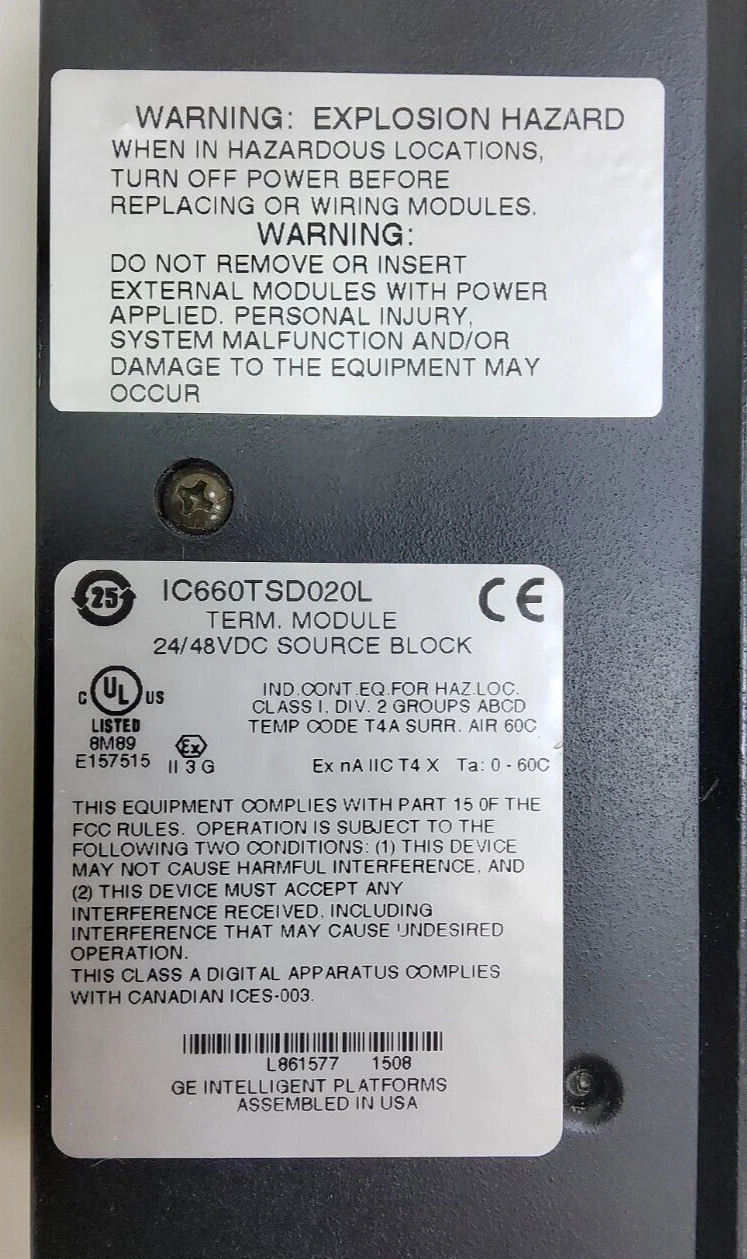 WARNING: EXPLOSION HAZARD
WHEN IN HAZARDOUS LOCATIONS,
TURN OFF POWER BEFORE
REPLACING OR WIRING MODULES.
WARNING:
DO NOT REMOVE OR INSERT
EXTERNAL MODULES WITH POWER
APPLIED. PERSONAL INJURY,
SYSTEM MALFUNCTION AND/OR
DAMAGE TO THE EQUIPMENT MAY
OCCUR
25 IC660TSD020L CE
TERM. MODULE
24/48VDC SOURCE BLOCK
C UL US
LISTED
8M89
E157515
Ex
II 3 G
IND.CONT.EQ.FOR HAZ.LOC.
CLASS I, DIV. 2 GROUPS ABCD
TEMP CODE T4A SURR. AIR 60C
Ex nA IIC T4 X Ta: 0 - 60C
THIS EQUIPMENT COMPLIES WITH PART 15 OF THE
FCC RULES. OPERATION IS SUBJECT TO THE
FOLLOWING TWO CONDITIONS: (1) THIS DEVICE
MAY NOT CAUSE HARMFUL INTERFERENCE, AND
(2) THIS DEVICE MUST ACCEPT ANY
INTERFERENCE RECEIVED, INCLUDING
INTERFERENCE THAT MAY CAUSE UNDESIRED
OPERATION.
THIS CLASS A DIGITAL APPARATUS COMPLIES
WITH CANADIAN ICES-003.
L861577 1508
GE INTELLIGENT PLATFORMS
ASSEMBLED IN USA